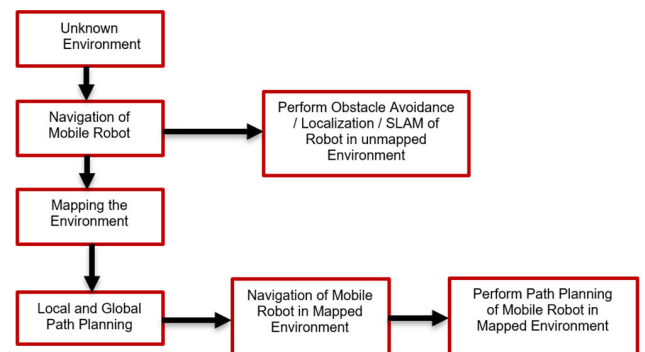 Unknown
Environment
Navigation of
Mobile Robot
Perform Obstacle Avoidance
/ Localization / SLAM of
Robot in unmapped
Environment
Mapping the
Environment
Local and Global
Path Planning
Navigation of Mobile
Robot in Mapped
Environment
Perform Path Planning
of Mobile Robot in
Mapped Environment